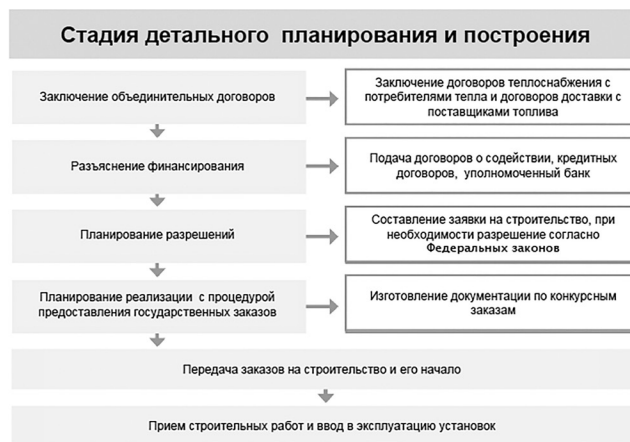 Стадия детального планирования и построения
Заключение объединительных договоров
Заключение договоров теплоснабжения с
потребителями тепла и договоров доставки с
поставщиками топлива
Разъяснение финансирования
Подача договоров о содействии, кредитных
договоров, уполномоченный банк
Планирование разрешений
Составление заявки на строительство, при
необходимости разрешение согласно
Федеральных законов
Планирование реализации с процедурой
предоставления государственных заказов
Изготовление документации по конкурсным
заказам
Передача заказов на строительство и его начало
Прием строительных работ и ввод в эксплуатацию установок